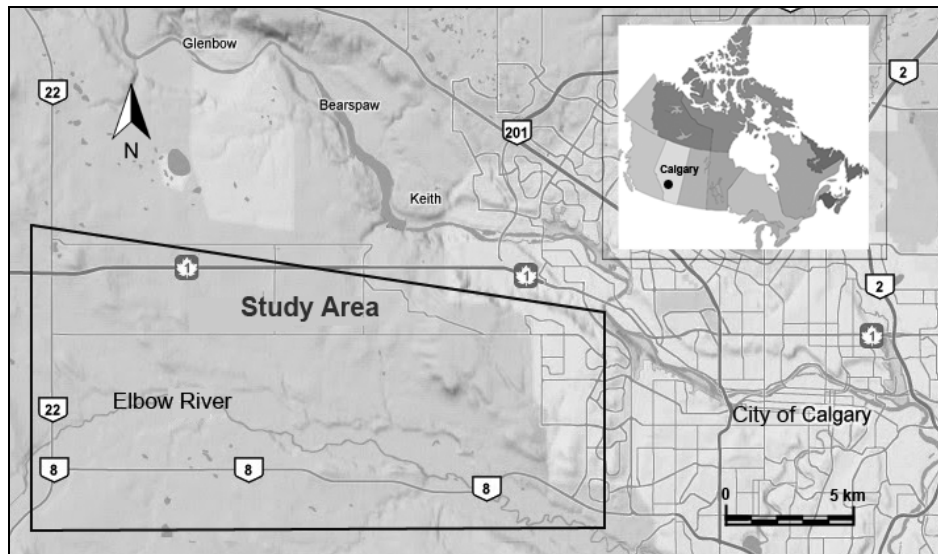 Glenbow
22
2
Bearspaw
N
201
Calgary
Keith
1
1
2
Study Area
1
Elbow River
22
City of Calgary
8
8
8
0
5 km